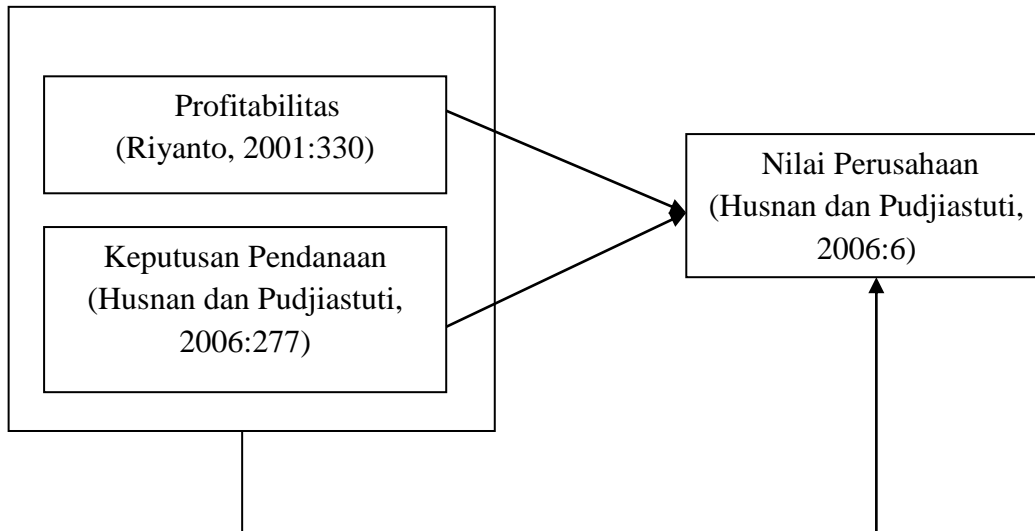 Profitabilitas
(Riyanto, 2001:330)
Keputusan Pendanaan
(Husnan dan Pudjiastuti,
2006:277)
Nilai Perusahaan
(Husnan dan Pudjiastuti,
2006:6)